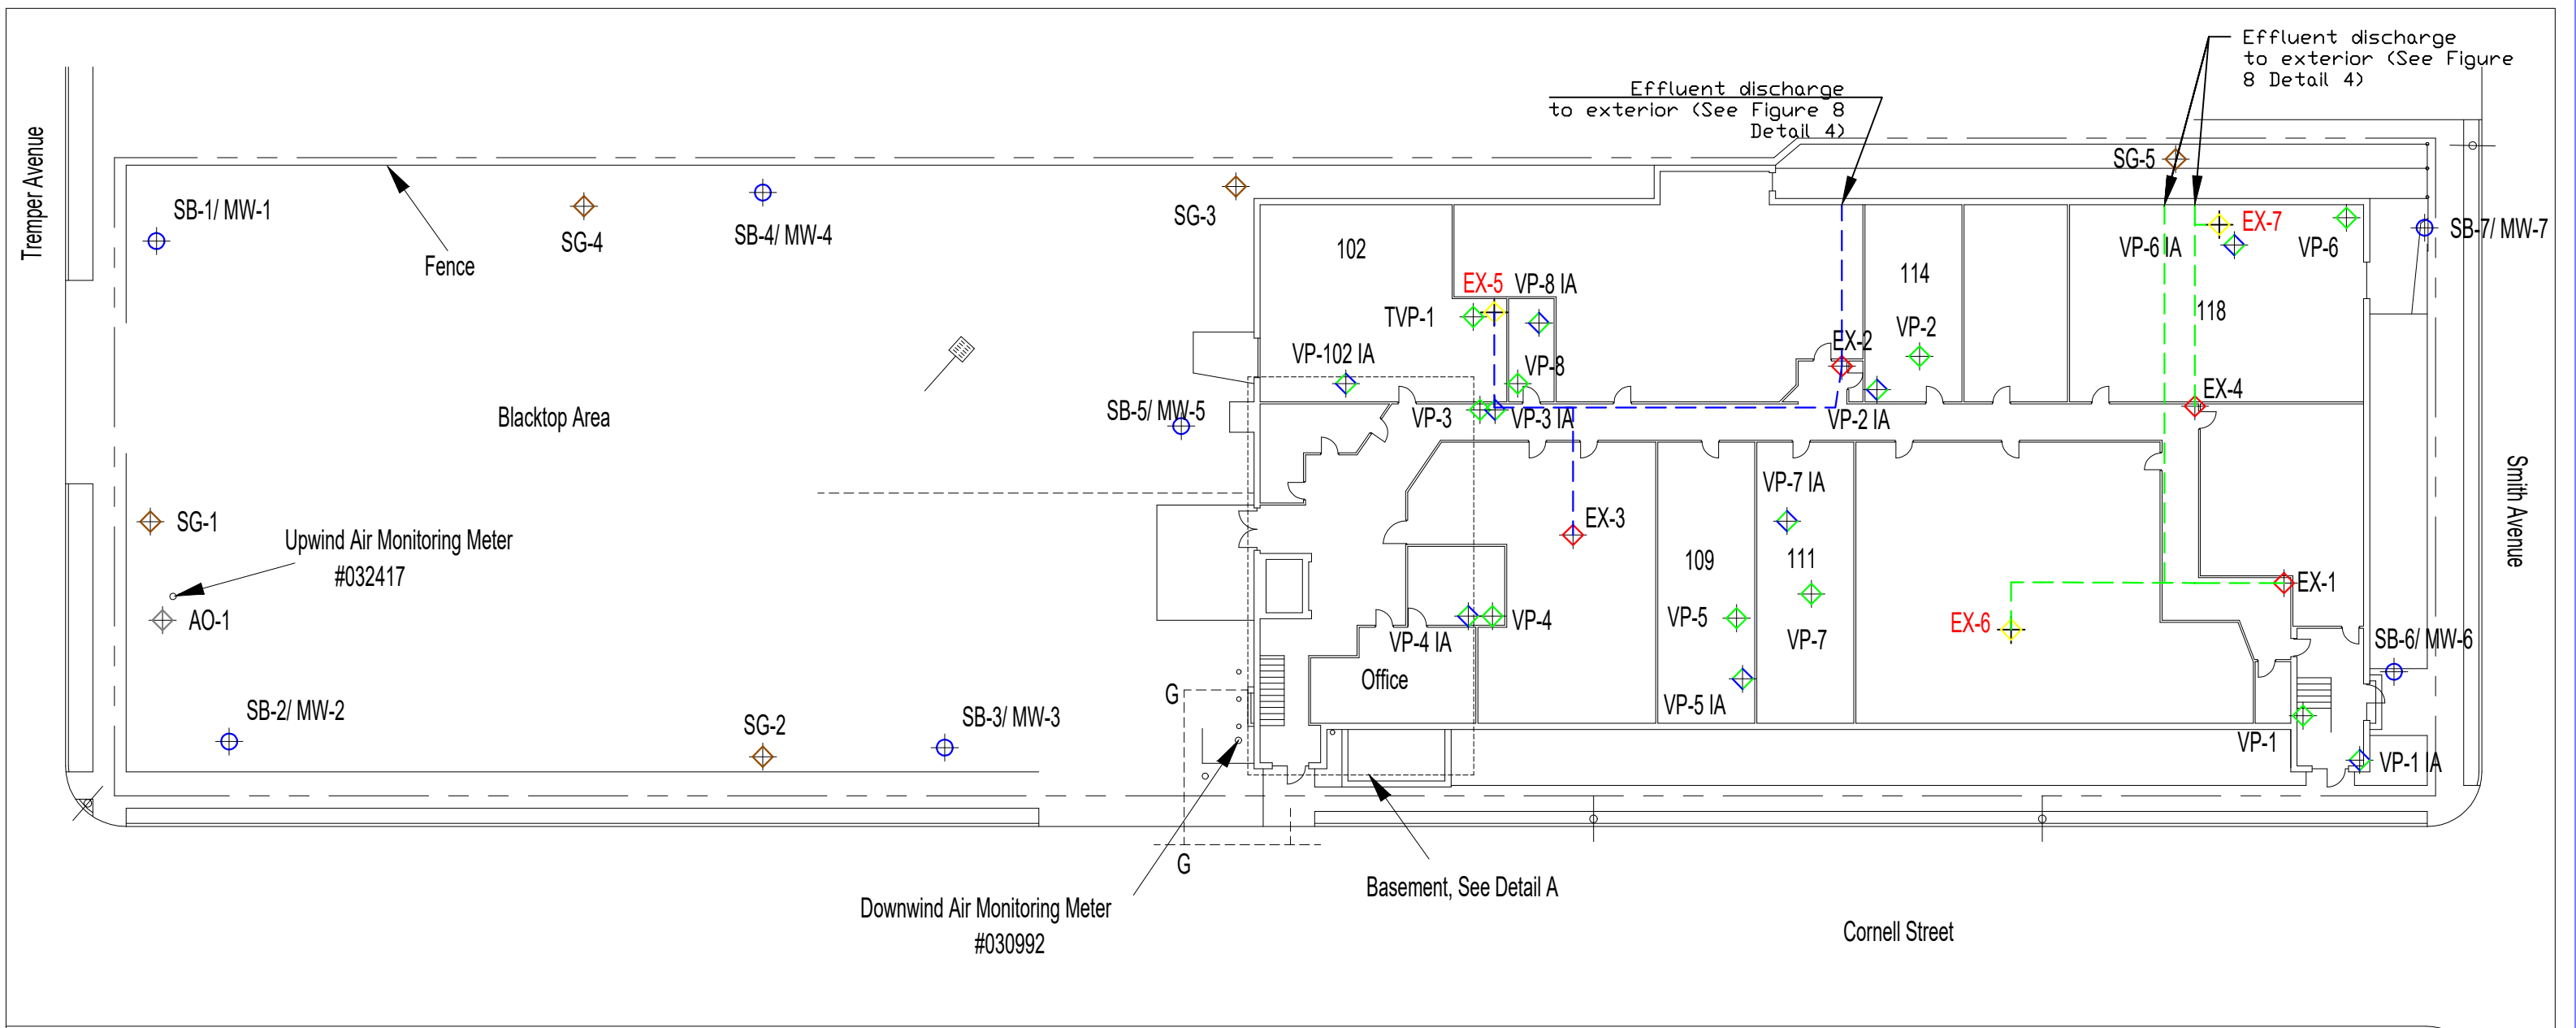 Effluent discharge
to exterior (See Figure
8 Detail 4)
Effluent discharge
to exterior (See Figure 8
Detail 4)
Tremper Avenue
SB-1/ MW-1
SG-4
SB-4/ MW-4
Fence
SG-3
SG-5
102
EX-5
VP-8 IA
TVP-1
VP-102 IA
VP-8
EX-2
114
VP-2
VP-6 IA
EX-7
VP-6
SB-7/ MW-7
118
EX-4
Blacktop Area
SB-5/ MW-5
VP-3
VP-3 IA
VP-2 IA
Smith Avenue
SG-1
Upwind Air Monitoring Meter
#032417
AO-1
EX-3
VP-7 IA
109
111
VP-5
VP-7
EX-1
EX-6
VP-4
VP-4 IA
Office
VP-5 IA
SB-6/ MW-6
G
SB-2/ MW-2
SG-2
SB-3/ MW-3
VP-1
VP-1 IA
G
Basement, See Detail A
Downwind Air Monitoring Meter
#030992
Cornell Street